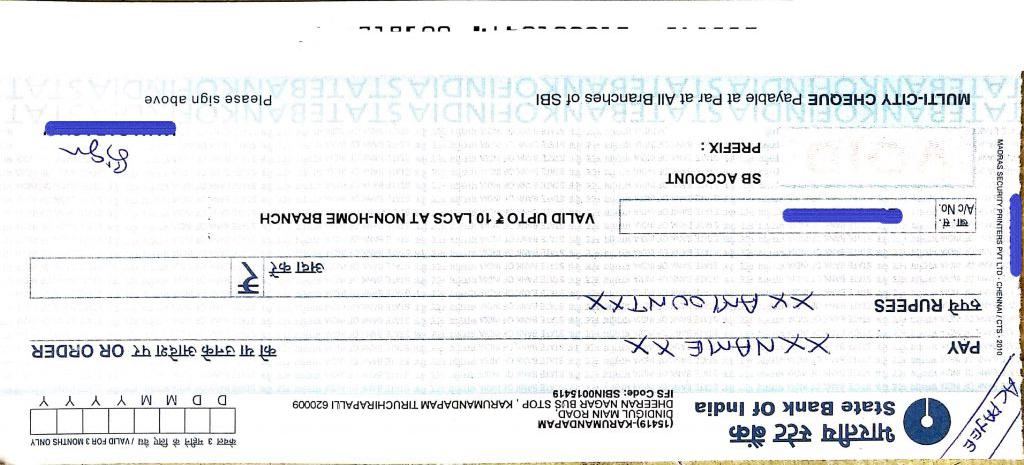 A/C PAYEE
भारतीय स्टेट बैंक
State Bank Of India
(15419)-KARUMANDAPAM
DINDIGUL MAIN ROAD
DHEERAN NAGAR BUS STOP , KARUMANDAPAM TIRUCHIRAPALLI 620009
IFS Code: SBIN0015419
केवल 3 महीने के लिए वैध / VALID FOR 3 MONTHS ONLY
D D M M Y Y Y Y
PAY XX NAME XX
को या उनके आदेश पर OR ORDER
रुपये RUPEES XX AMOUNT XX
अदा करें ₹
खा. सं.
A/c No.
VALID UPTO ₹ 10 LACS AT NON-HOME BRANCH
SB ACCOUNT
PREFIX :
Sign
MULTI-CITY CHEQUE Payable at Par at All Branches of SBI
Please sign above
MADRAS SECURITY PRINTERS PVT LTD - CHENNAI / CTS - 2010